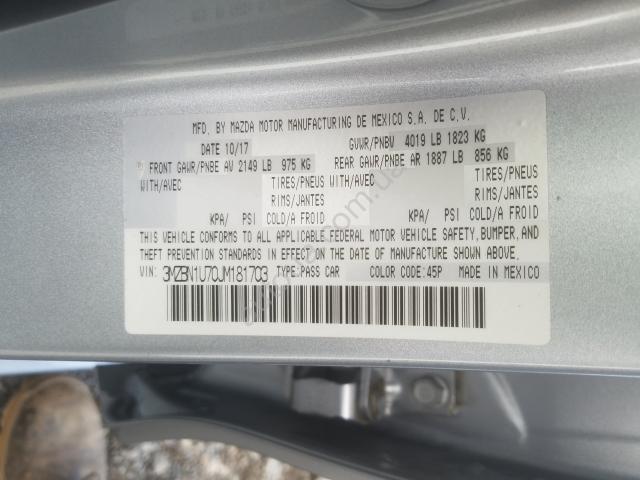 MFD. BY MAZDA MOTOR MANUFACTURING DE MEXICO S.A. DE C.V.
DATE 10/17 GVWR/PNBV 4019 LB 1823 KG
FRONT GAWR/PNBE AV 2149 LB 975 KG REAR GAWR/PNBE AR 1887 LB 856 KG
WITH/AVEC TIRES/PNEUS WITH/AVEC TIRES/PNEUS
RIMS/JANTES RIMS/JANTES
KPA/ PSI COLD/A FROID KPA/ PSI COLD/A FROID
THIS VEHICLE CONFORMS TO ALL APPLICABLE FEDERAL MOTOR VEHICLE SAFETY, BUMPER, AND
THEFT PREVENTION STANDARDS IN EFFECT ON THE DATE OF MANUFACTURE SHOWN ABOVE.
VIN: 3MZBN1U70JM181703 TYPE:PASS CAR COLOR CODE:45P MADE IN MEXICO